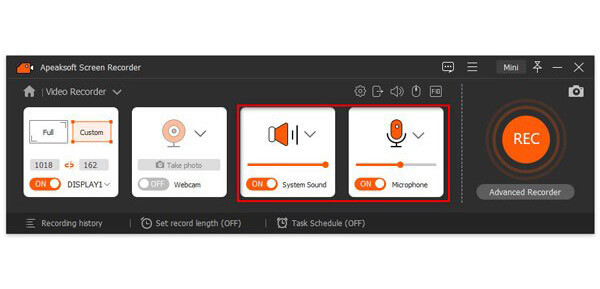 Apeaksoft Screen Recorder
Mini
Video Recorder
Full
Custom
1018
162
ON
DISPLAY1
Take photo
OFF
Webcam
ON
System Sound
ON
Microphone
REC
Advanced Recorder
Recording history
Set record length (OFF)
Task Schedule (OFF)